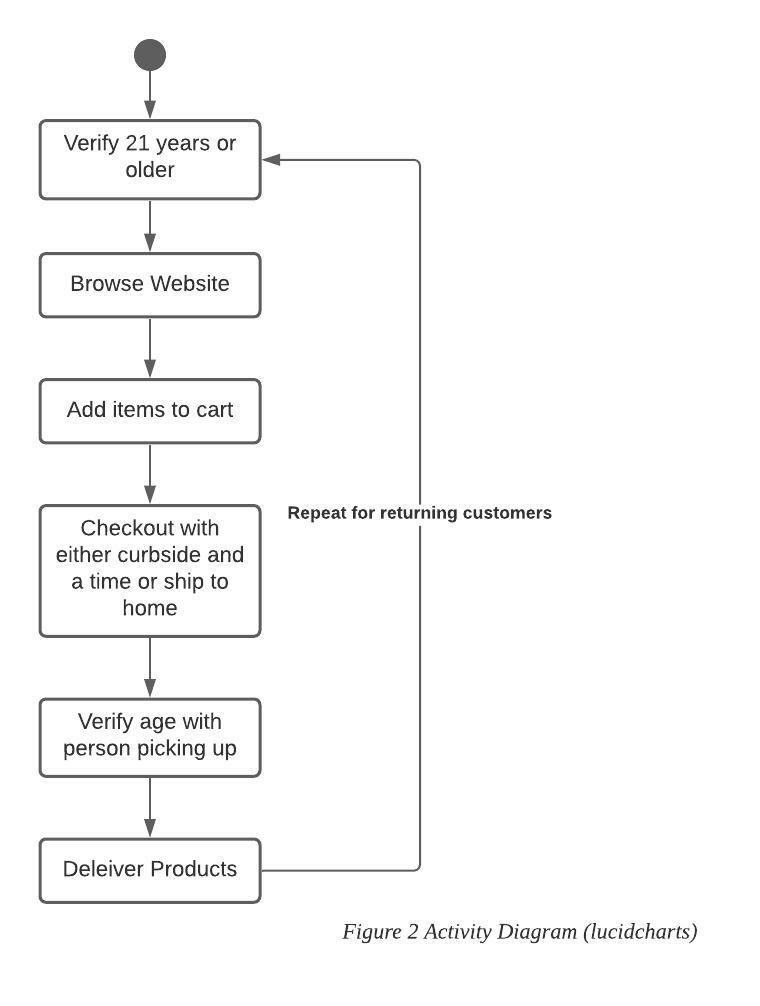 Verify 21 years or
older
Browse Website
Add items to cart
Checkout with
either curbside and
a time or ship to
home
Repeat for returning customers
Verify age with
person picking up
Deleiver Products
Figure 2 Activity Diagram (lucidcharts)